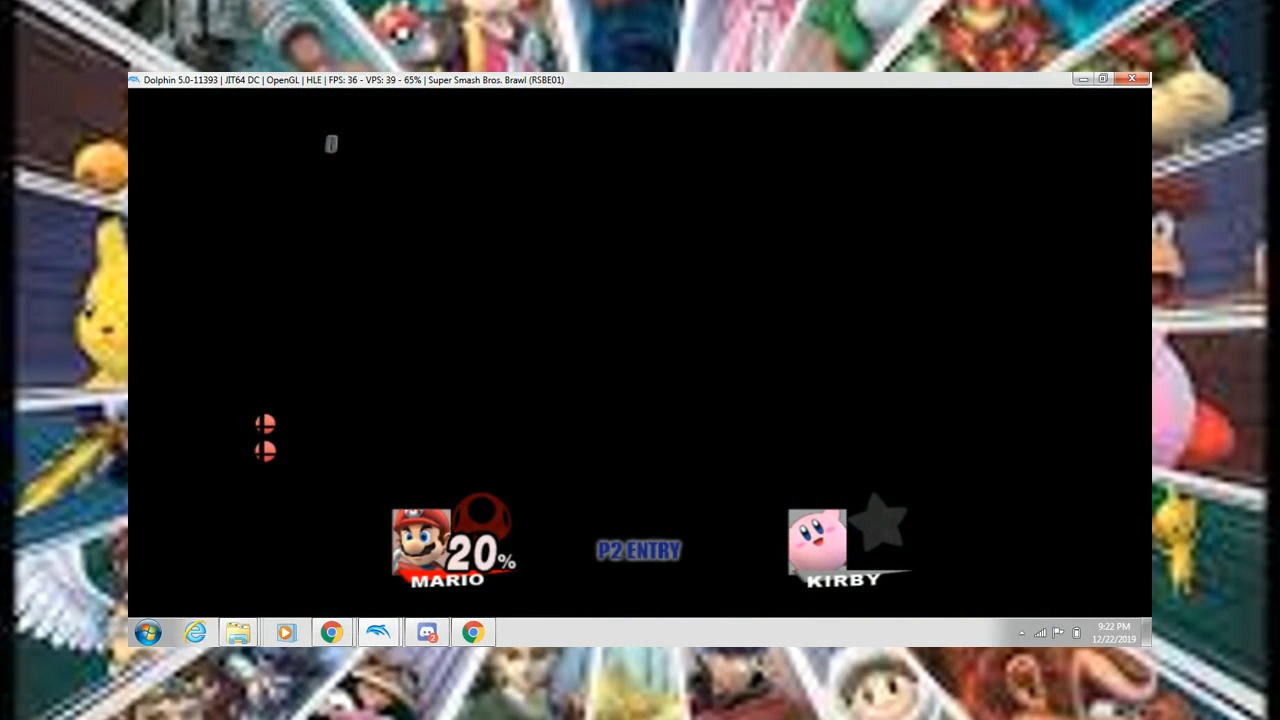 Dolphin 5.0-11393 | JIT64 DC | OpenGL | HLE | FPS: 36 - VPS: 39 - 65% | Super Smash Bros. Brawl (RSBE01)
20%
MARIO
P2 ENTRY
KIRBY
2
9:22 PM
12/22/2019